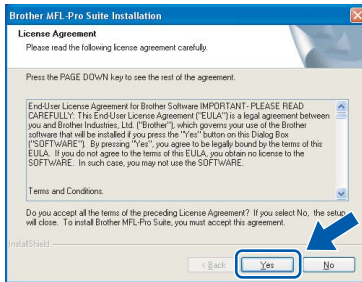 Brother MFL-Pro Suite Installation
License Agreement
Please read the following license agreement carefully.
Press the PAGE DOWN key to see the rest of the agreement.
End-User License Agreement for Brother Software IMPORTANT- PLEASE READ
CAREFULLY: This End-User License Agreement ("EULA") is a legal agreement between
you and Brother Industries, Ltd. ("Brother"), which governs your use of the Brother
software that will be installed if you press the "Yes" button on this Dialog Box
("SOFTWARE"). By pressing "Yes", you agree to be legally bound by the terms of this
EULA. If you do not agree to the terms of this EULA, you obtain no license to the
SOFTWARE. In such case, you may not use the SOFTWARE.
Terms and Conditions.
Do you accept all the terms of the preceding License Agreement? If you select No, the setup
will close. To install Brother MFL-Pro Suite, you must accept this agreement.
InstallShield
< Back
Yes
No